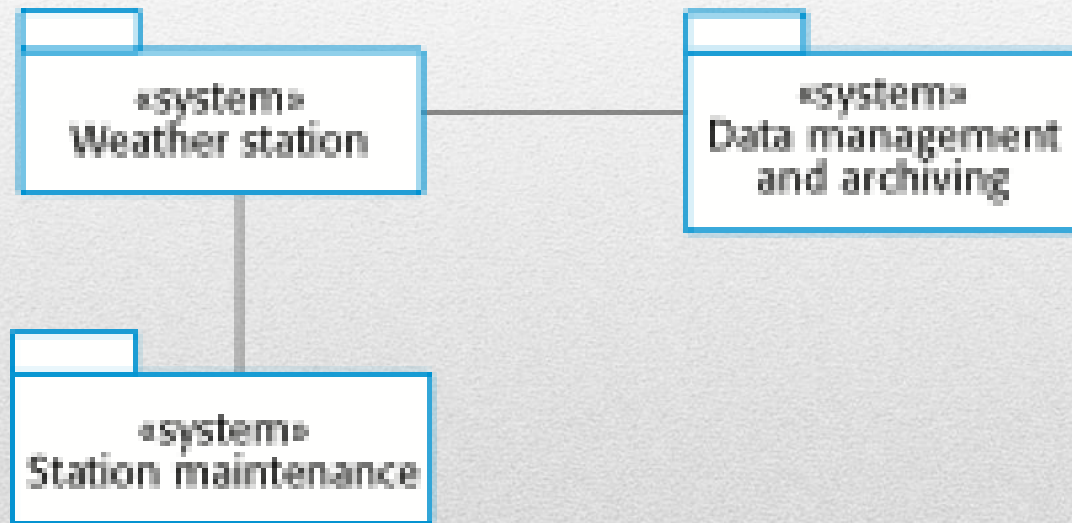 «system»
Weather station
«system»
Data management
and archiving
«system»
Station maintenance